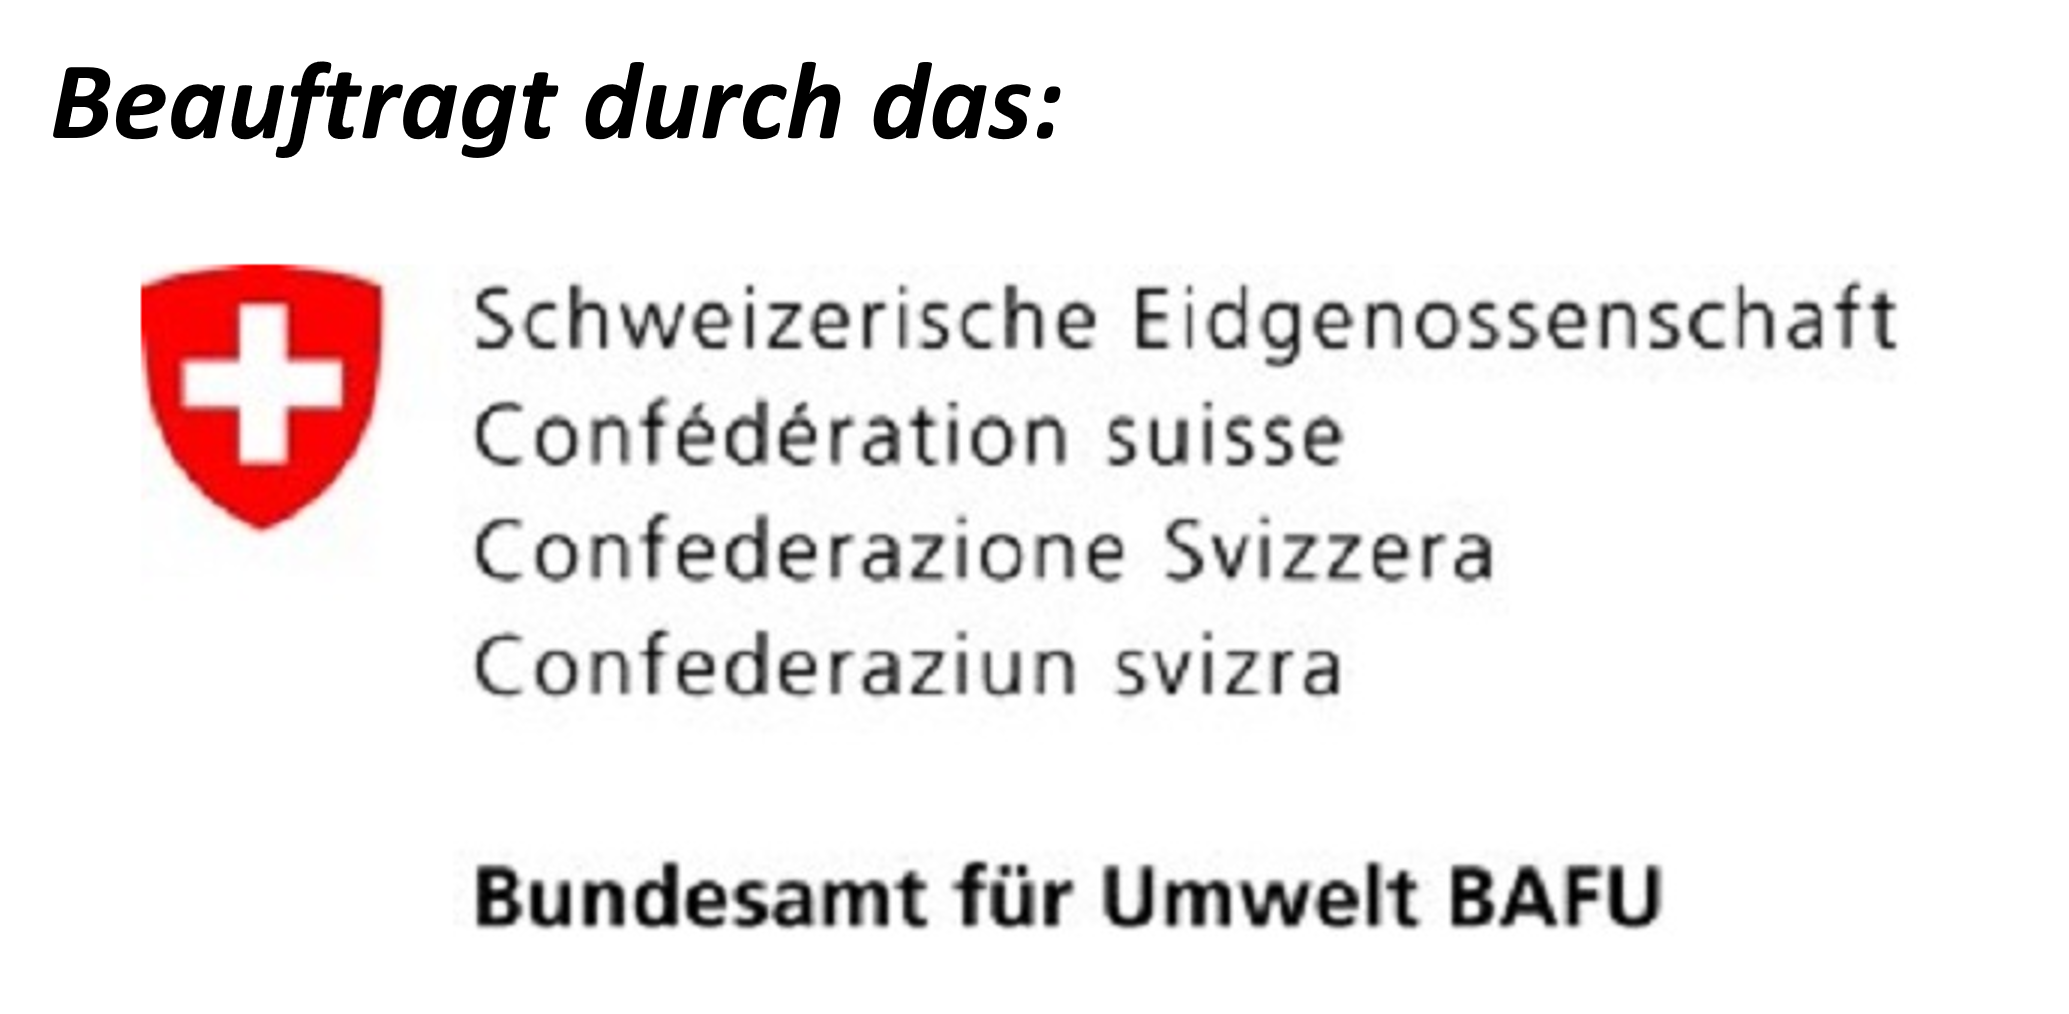 Beauftragt durch das:
Schweizerische Eidgenossenschaft
Confédération suisse
Confederazione Svizzera
Confederaziun svizra
Bundesamt für Umwelt BAFU